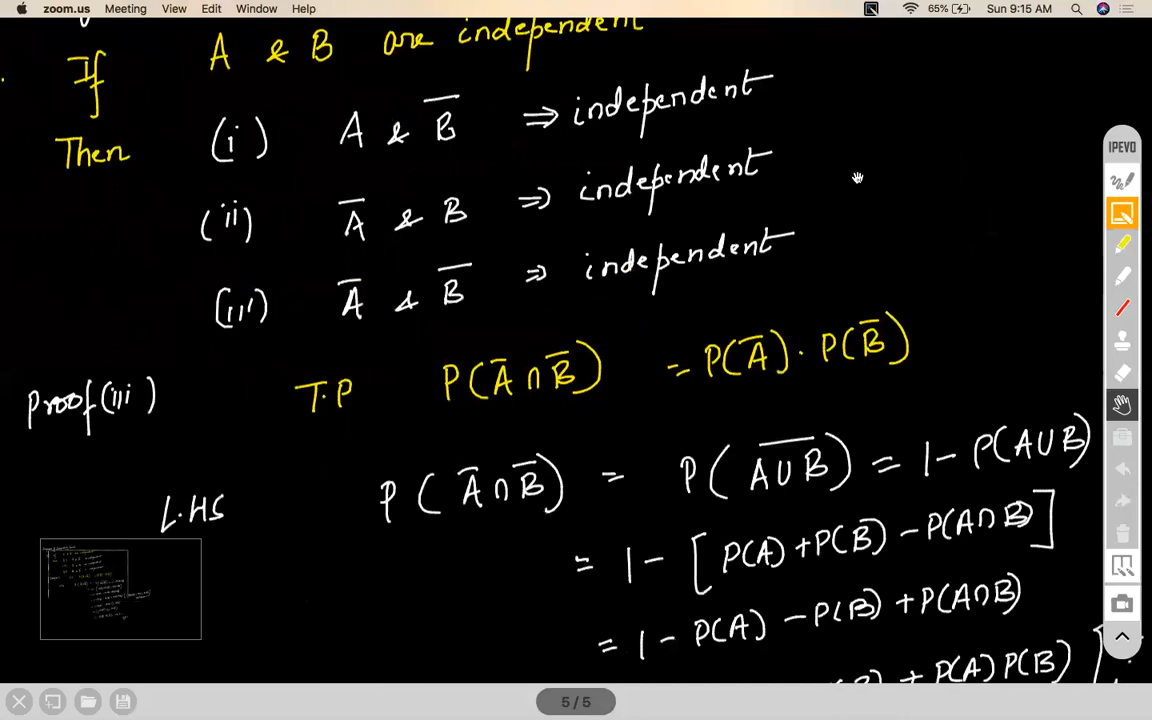 zoom.us Meeting View Edit Window Help 65% Sun 9:15 AM
If A & B are independent
Then (i) A & B̅ ⇒ independent
(ii) A̅ & B ⇒ independent
(iii) A̅ & B̅ ⇒ independent
Proof (iii) T.P P(A̅ ∩ B̅) = P(A̅) · P(B̅)
L.HS P(A̅ ∩ B̅) = P(A̅ ̅∪̅ ̅B̅) = 1 - P(A ∪ B)
= 1 - [P(A) + P(B) - P(A ∩ B)]
= 1 - P(A) - P(B) + P(A ∩ B)
+ P(A) P(B)
IPEVO
5 / 5